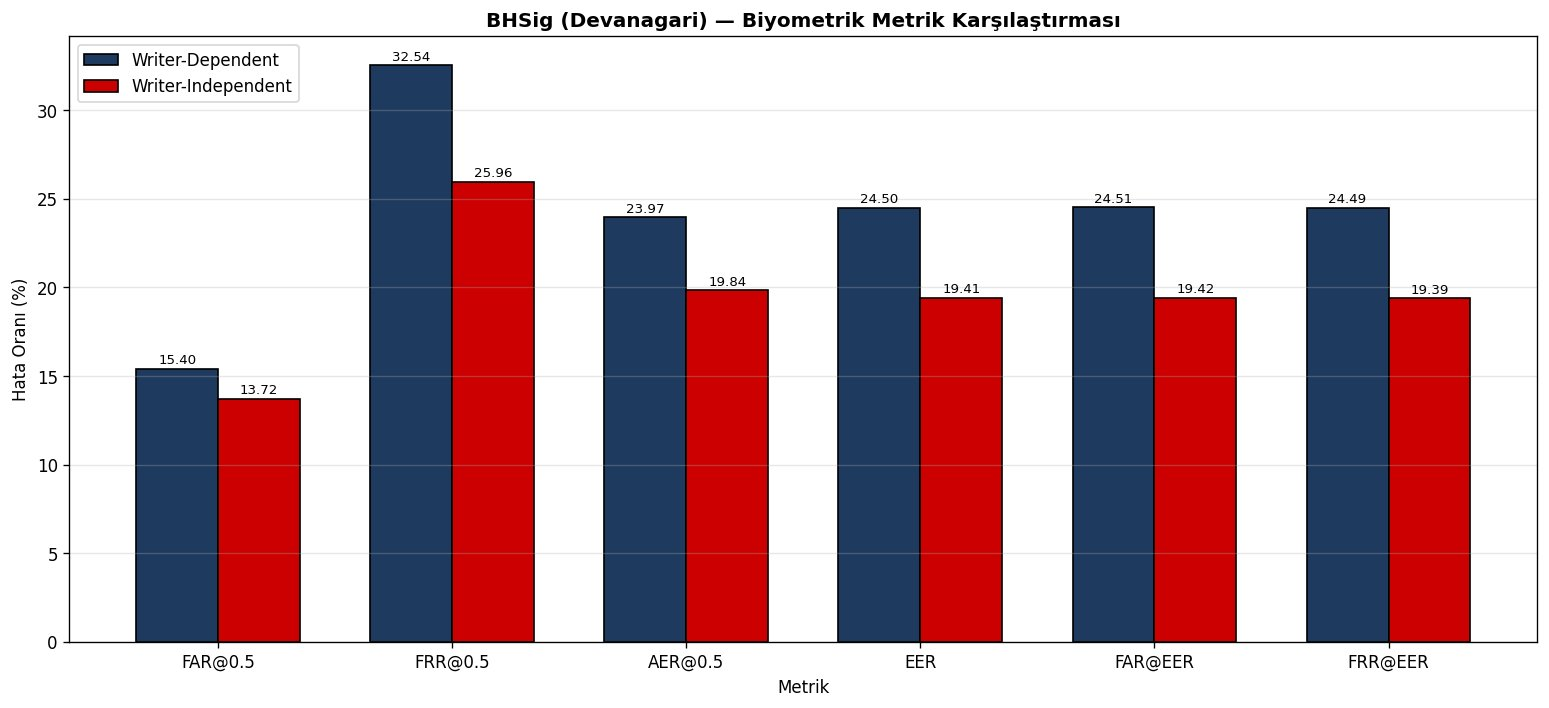 BHSig (Devanagari) — Biyometrik Metrik Karşılaştırması
Writer-Dependent
Writer-Independent
Hata Oranı (%)
30
25
20
15
10
5
0
15.40
13.72
32.54
25.96
23.97
19.84
24.50
19.41
24.51
19.42
24.49
19.39
FAR@0.5
FRR@0.5
AER@0.5
EER
FAR@EER
FRR@EER
Metrik